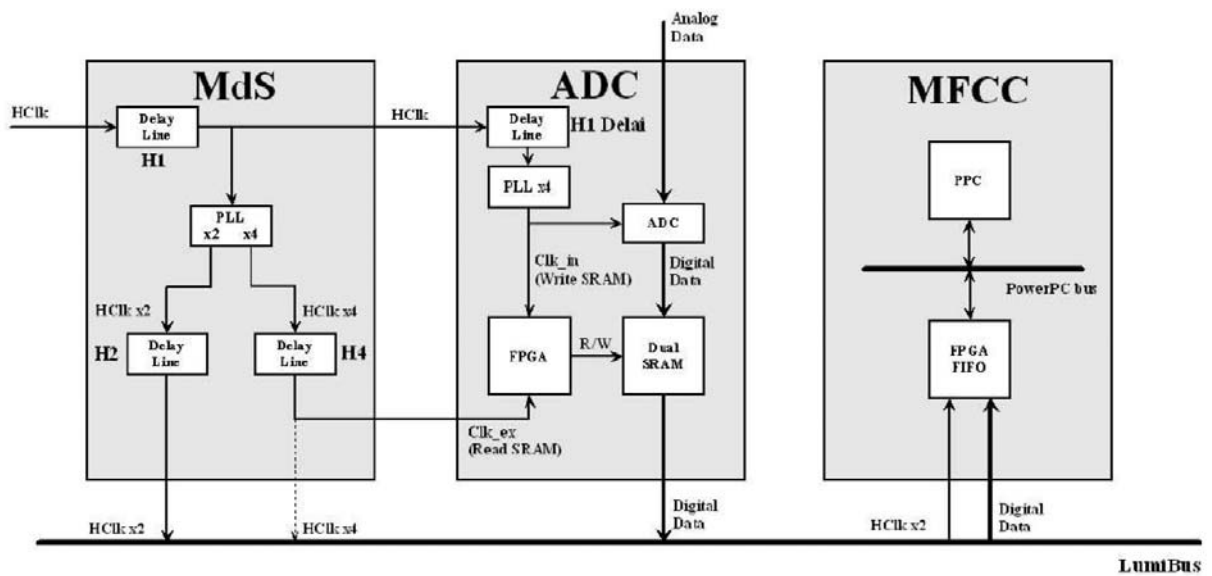 Analog
Data
MdS
ADC
MFCC
HClk
Delay
Line
H1
HClk
Delay
Line
H1 Delai
PLL x4
PLL
x2 x4
ADC
PPC
Clk_in
(Write SRAM)
Digital
Data
PowerPC bus
HClk x2
HClk x4
H2
Delay
Line
Delay
Line
H4
FPGA
R/W
Dual
SRAM
FPGA
FIFO
Clk_ex
(Read SRAM)
HClk x2
HClk x4
Digital
Data
HClk x2
Digital
Data
LumiBus